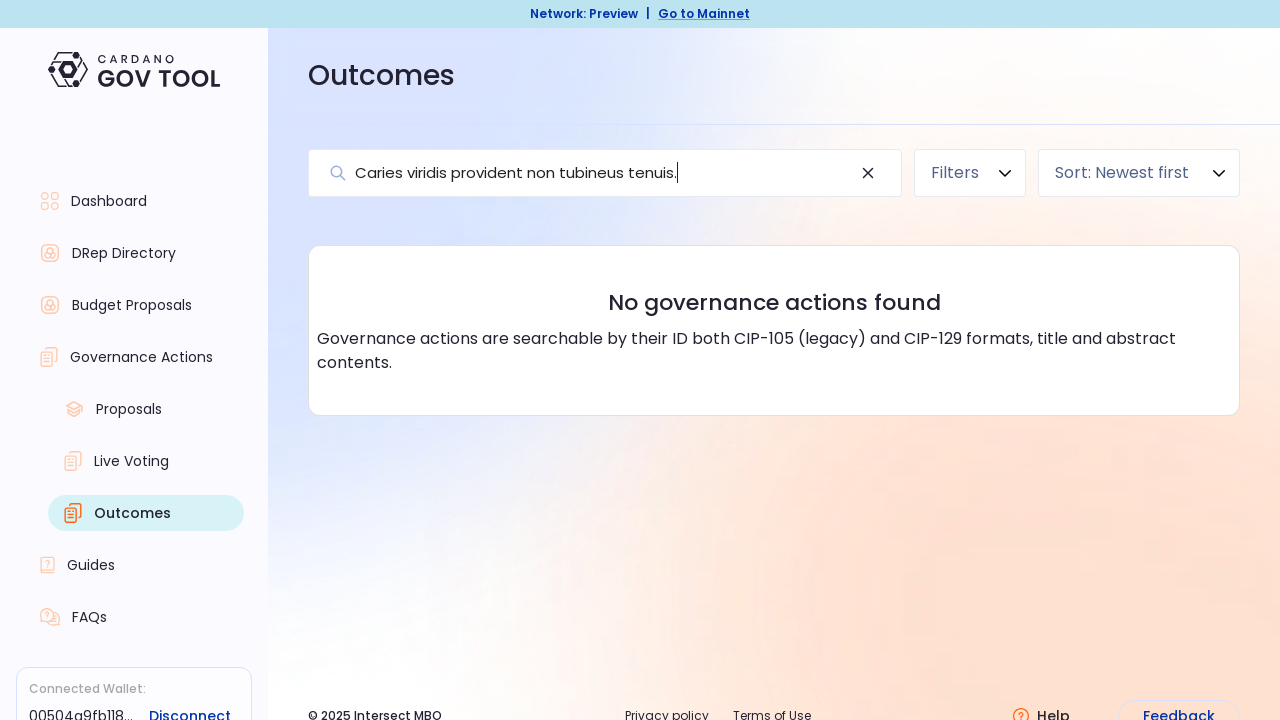 Network: Preview | Go to Mainnet
CARDANO
GOV TOOL
Outcomes
Caries viridis provident non tubineus tenuis.
Filters
Sort: Newest first
Dashboard
DRep Directory
Budget Proposals
Governance Actions
Proposals
Live Voting
Outcomes
Guides
FAQs
No governance actions found
Governance actions are searchable by their ID both CIP-105 (legacy) and CIP-129 formats, title and abstract
contents.
Connected Wallet:
00504a9fb118... Disconnect
© 2025 Intersect MBO
Privacy policy
Terms of Use
Help
Feedback